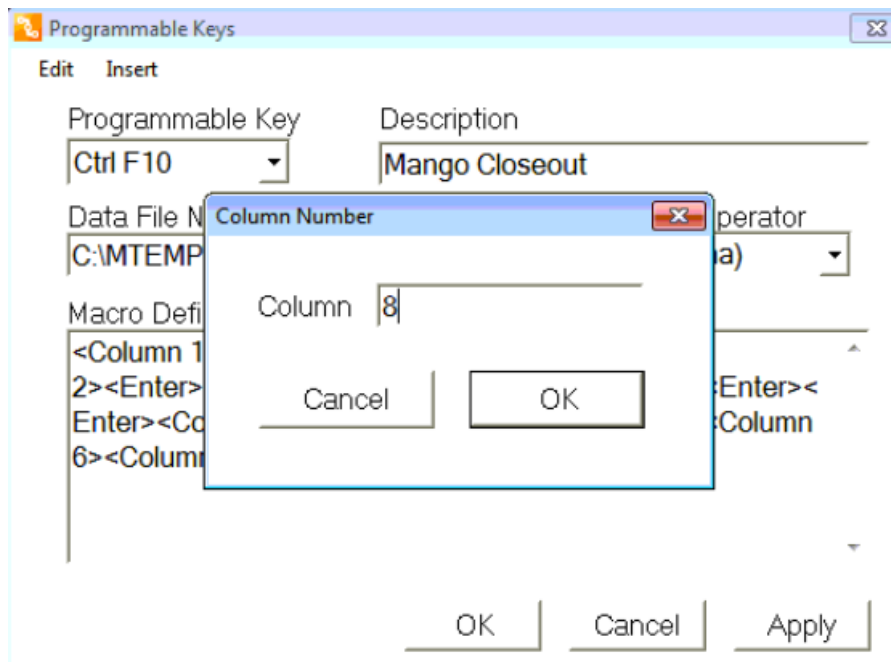 Programmable Keys
Edit Insert
Programmable Key Description
Ctrl F10 Mango Closeout
Data File N
Column Number
perator
C:\MTEMP a)
Column 8
Macro Defi
<Column 1
2><Enter> Enter><
Cancel OK
Enter><Co Column
6><Colum
OK Cancel Apply